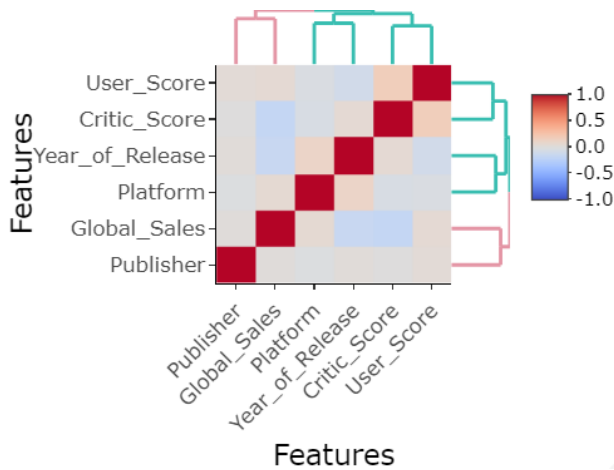 User_Score
Critic_Score
Year_of_Release
Platform
Global_Sales
Publisher
Features
1.0
0.5
0.0
-0.5
-1.0
Publisher
Global_Sales
Platform
Year_of_Release
Critic_Score
User_Score
Features